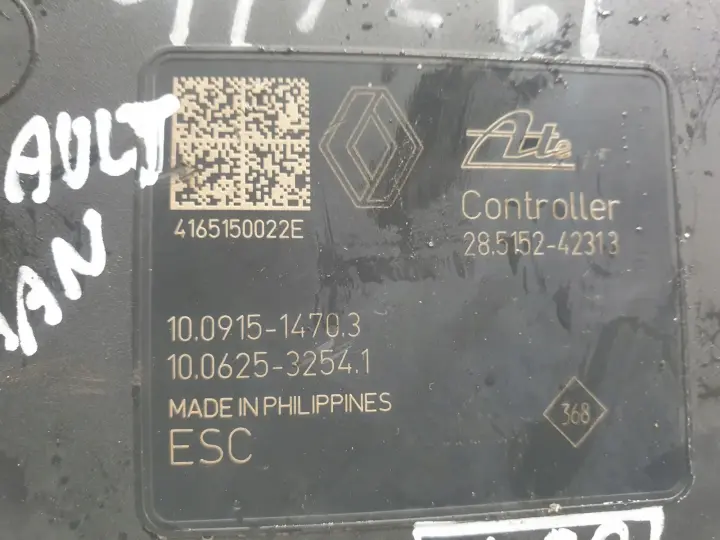 AULT
Ate
4165150022E
Controller
28.5152-42313
10.0915-1470.3
10.0625-3254.1
MADE IN PHILIPPINES
368
ESC